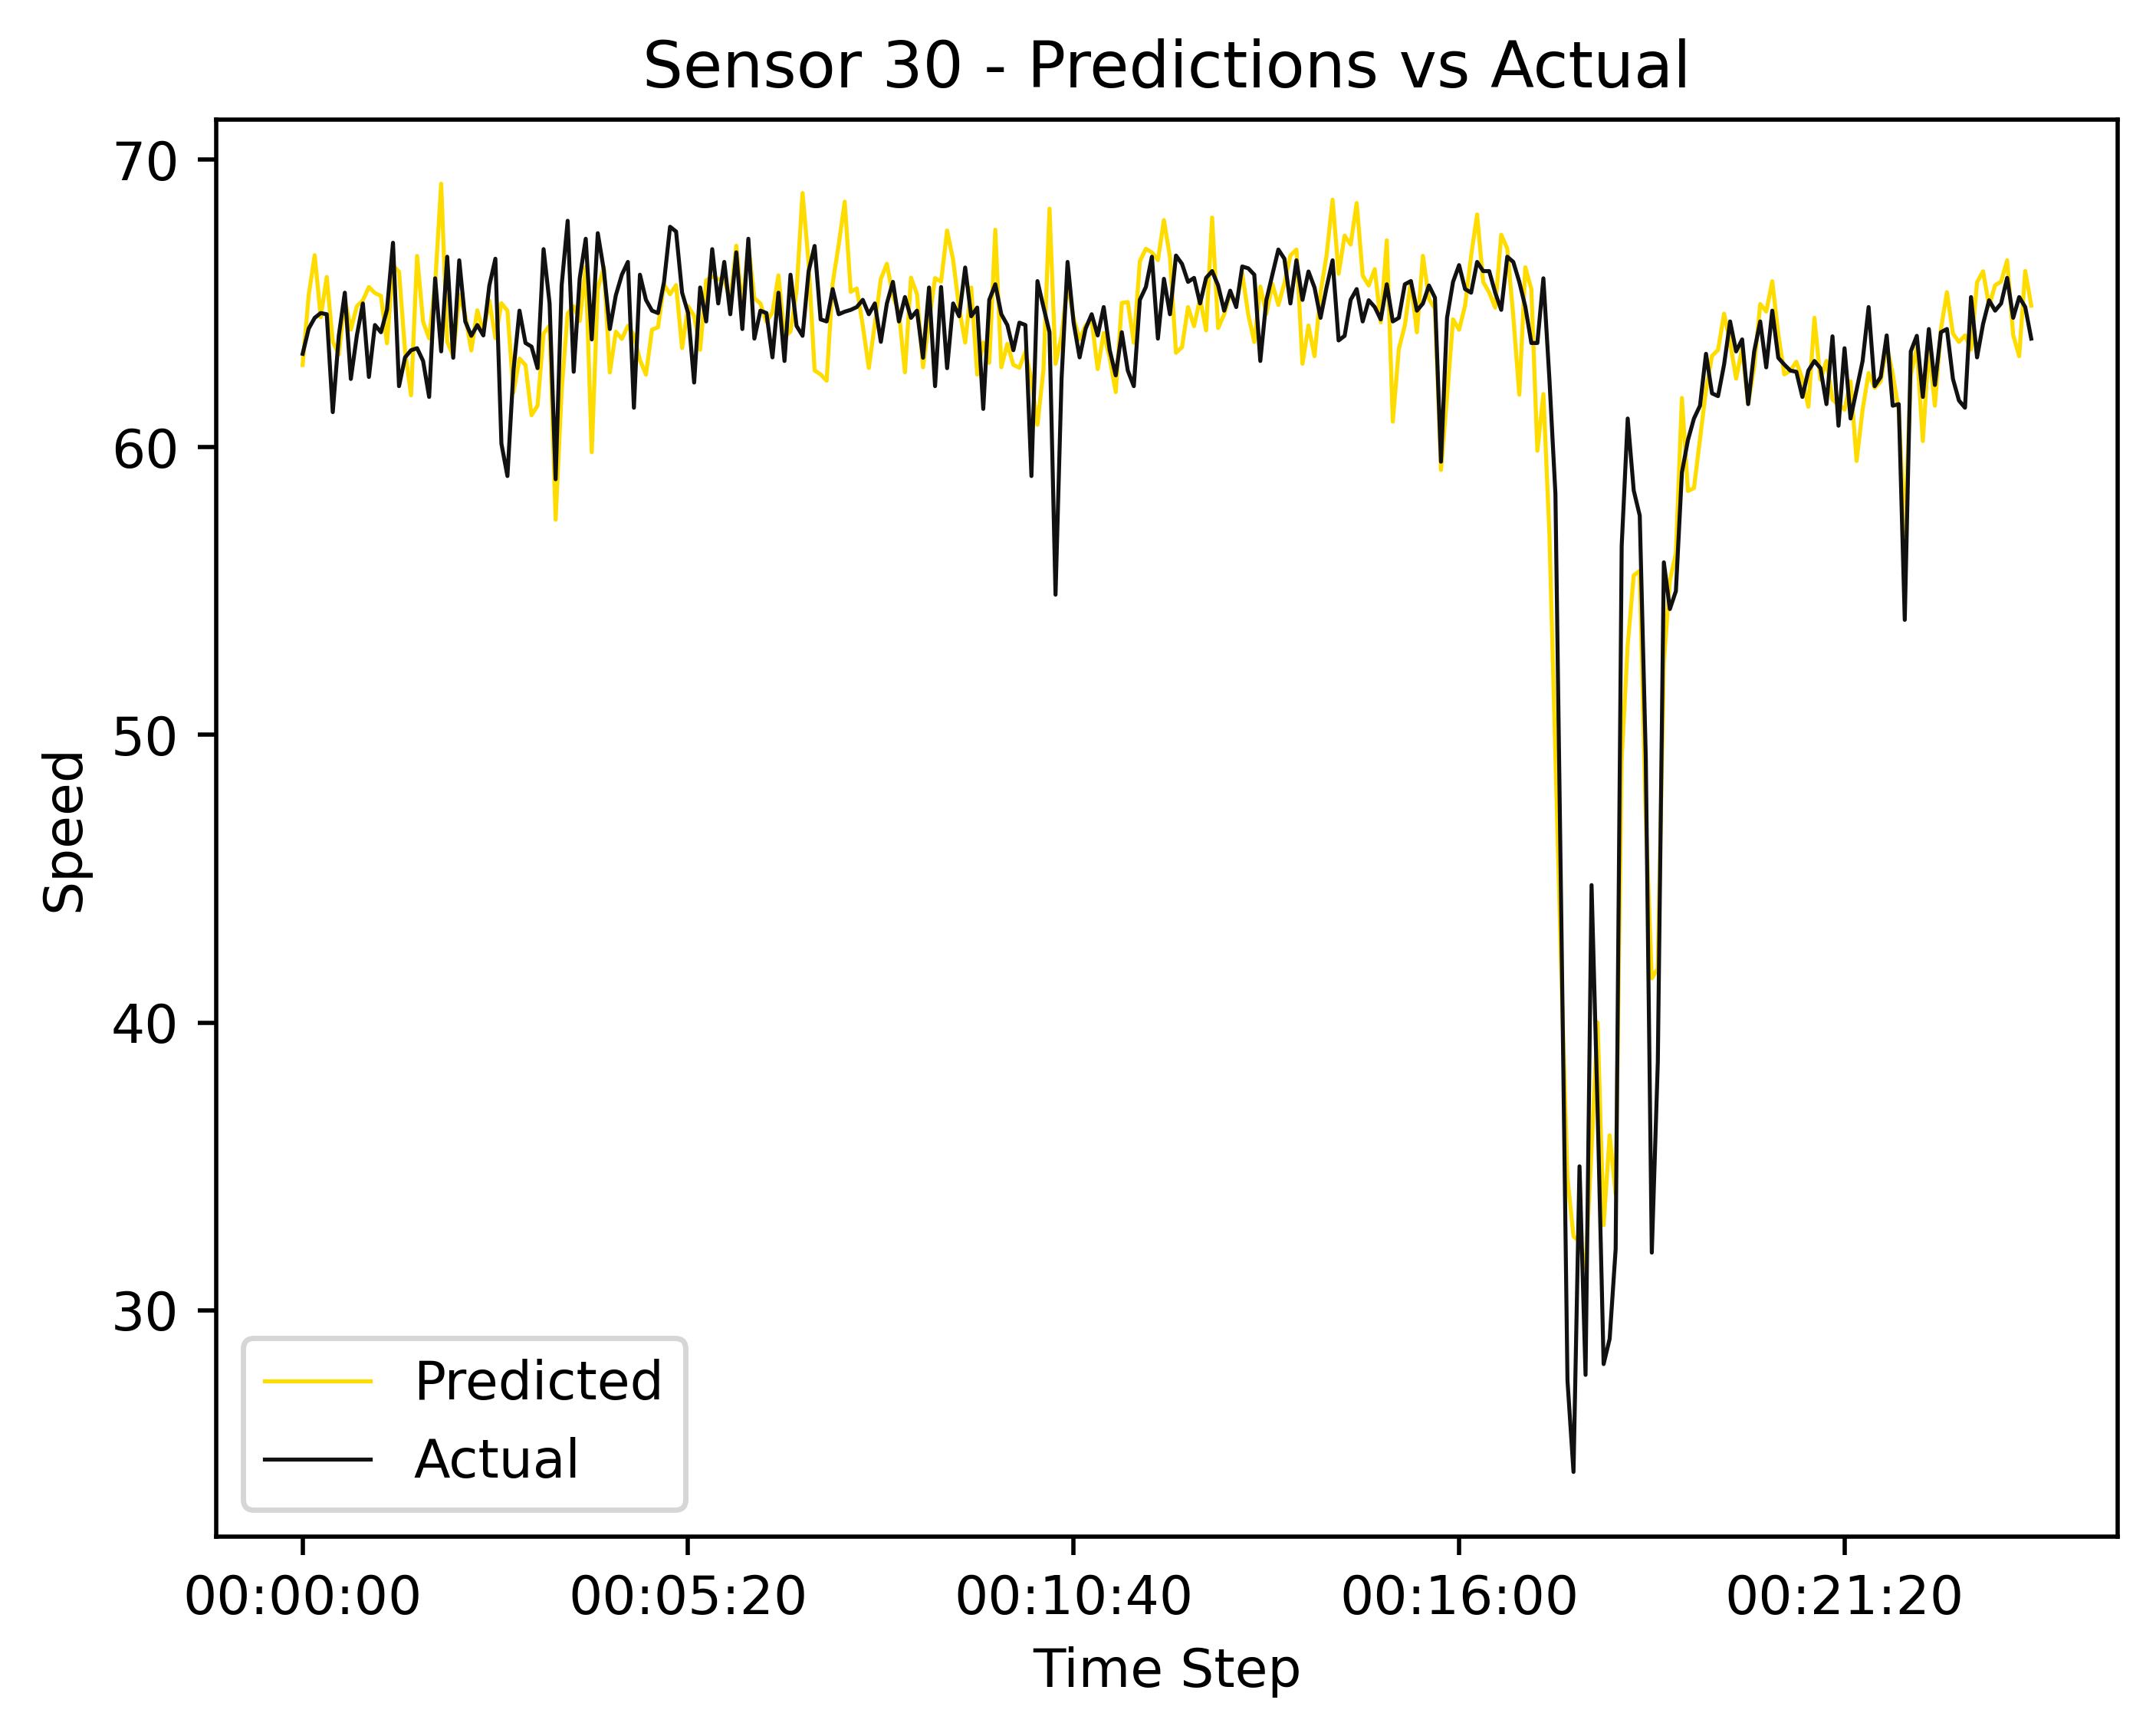 Sensor 30 - Predictions vs Actual
70
60
50
40
30
Speed
Predicted
Actual
00:00:00 00:05:20 00:10:40 00:16:00 00:21:20
Time Step